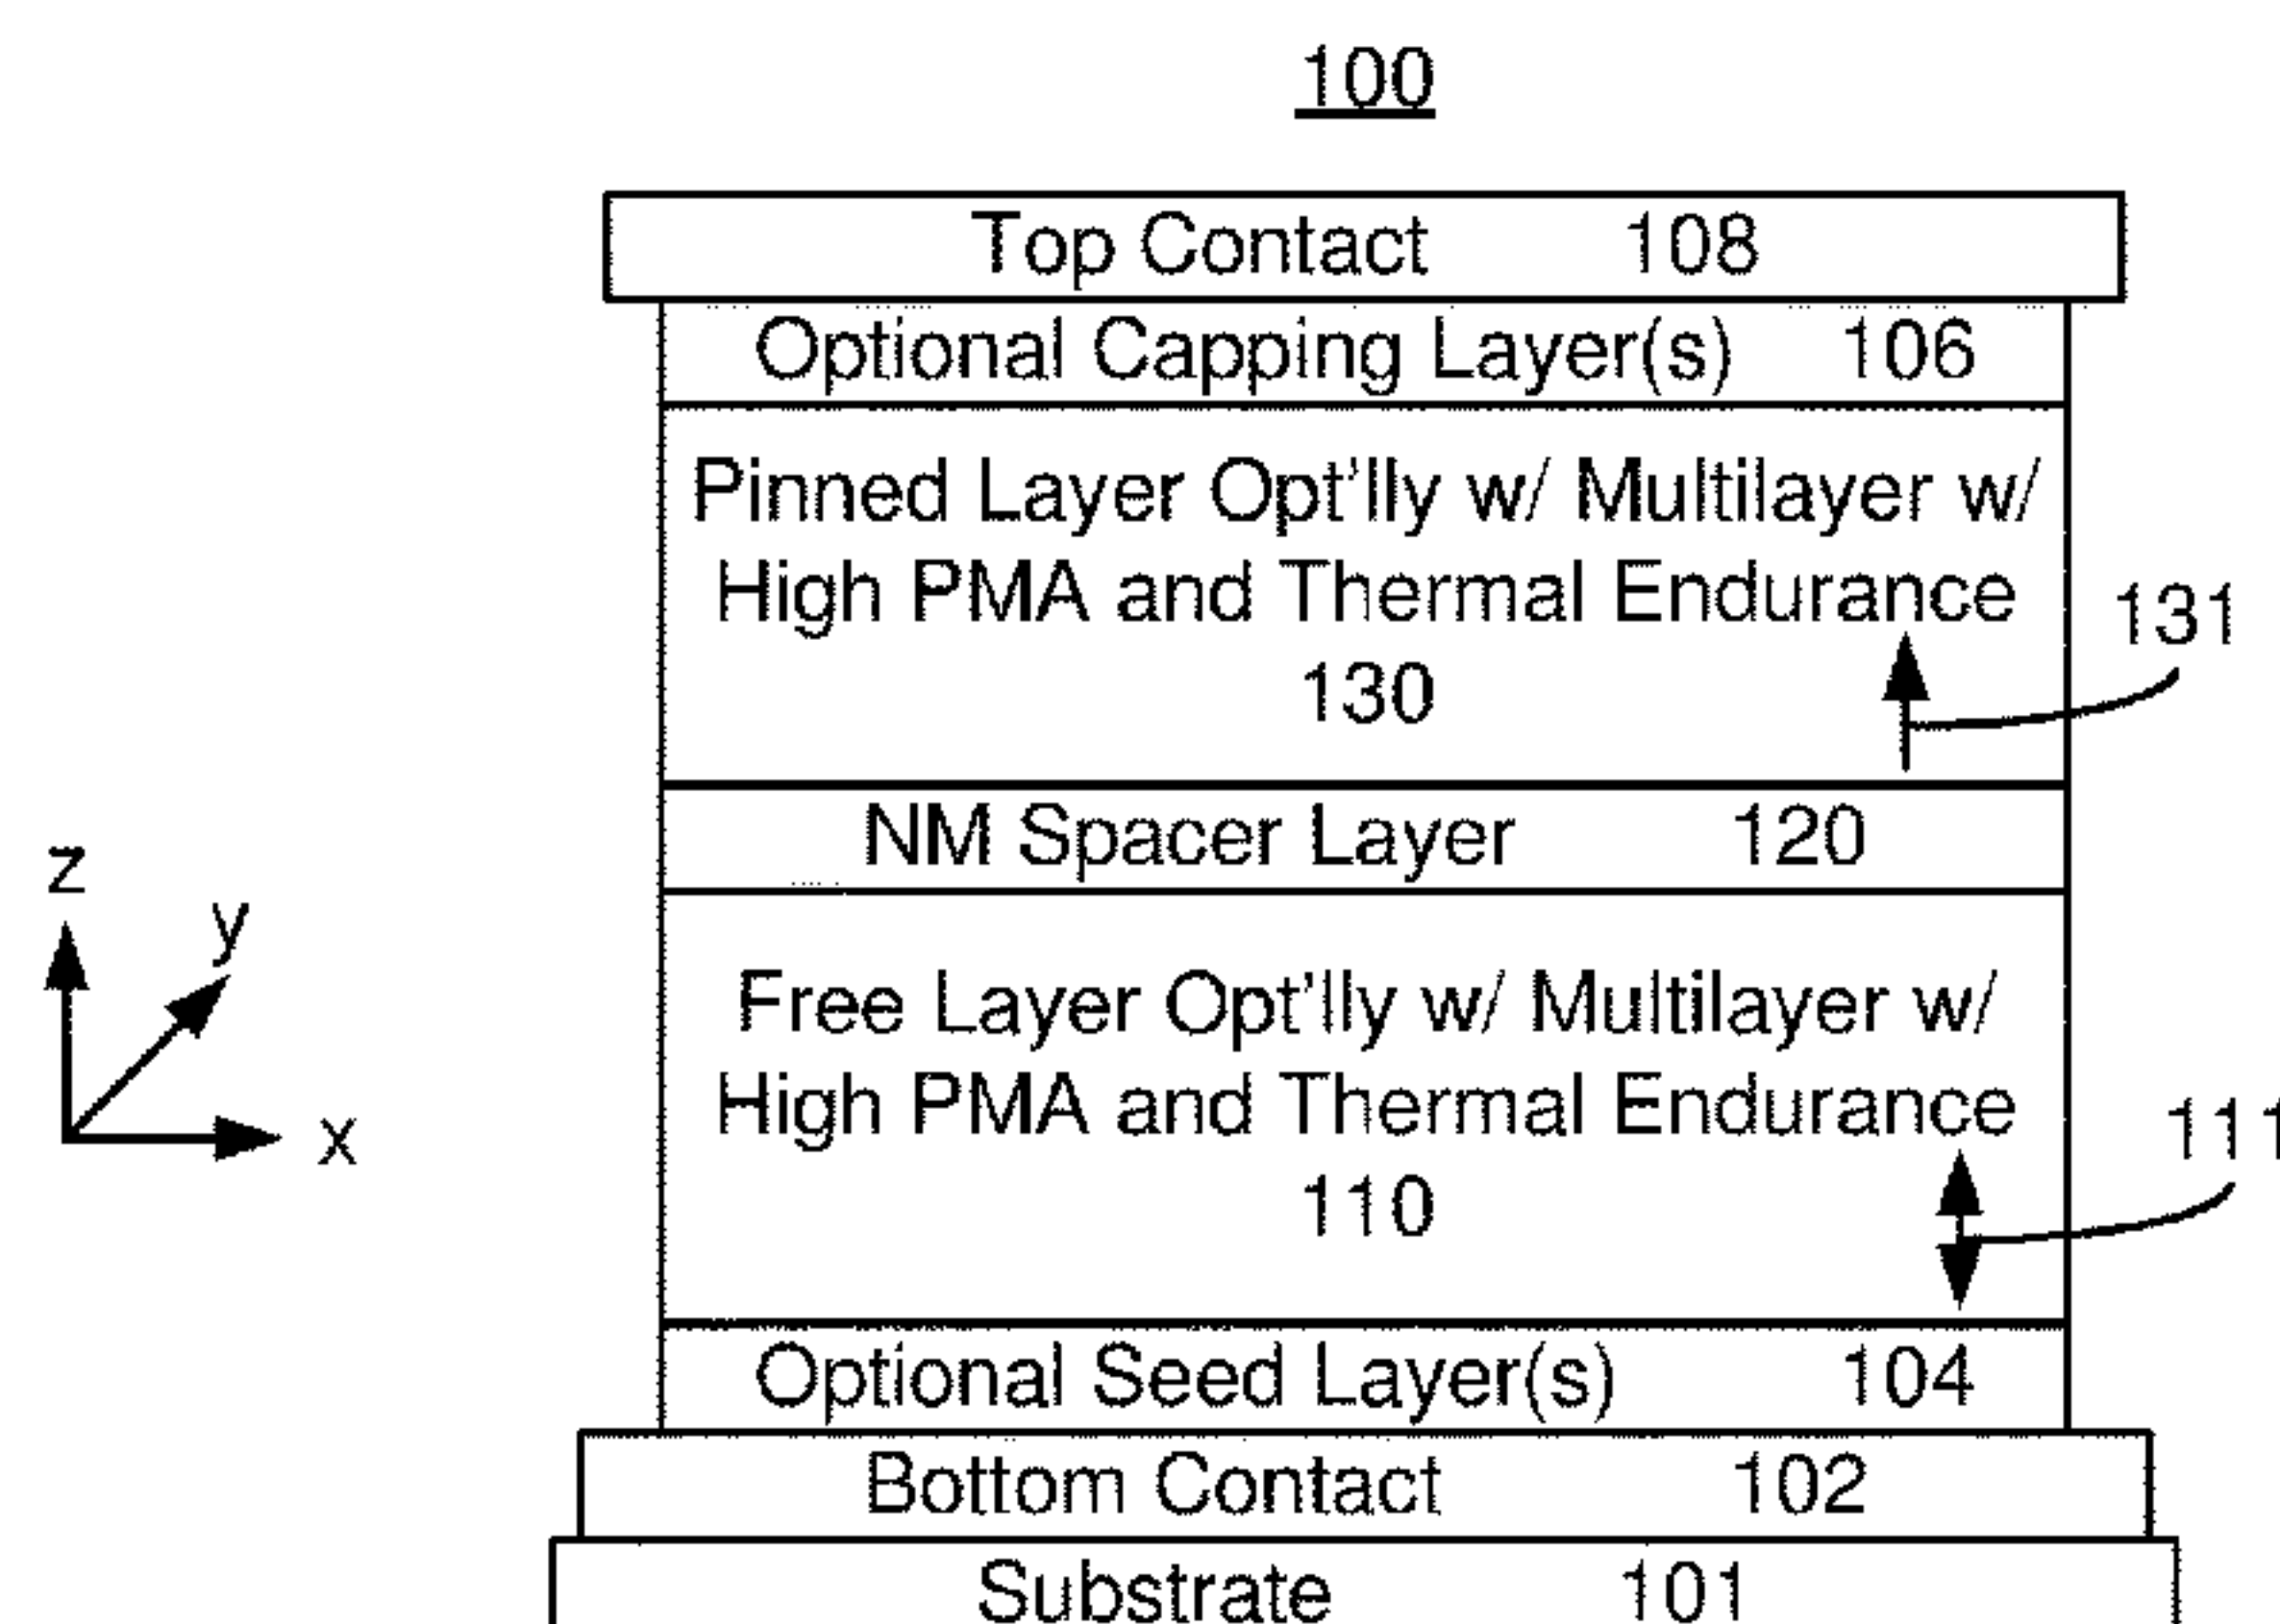 100
Top Contact 108
Optional Capping Layer(s) 106
Pinned Layer Opt'lly w/ Multilayer w/
High PMA and Thermal Endurance
131
130
NM Spacer Layer 120
z
y
Free Layer Opt'lly w/ Multilayer w/
High PMA and Thermal Endurance
x
111
110
Optional Seed Layer(s) 104
Bottom Contact 102
Substrate 101